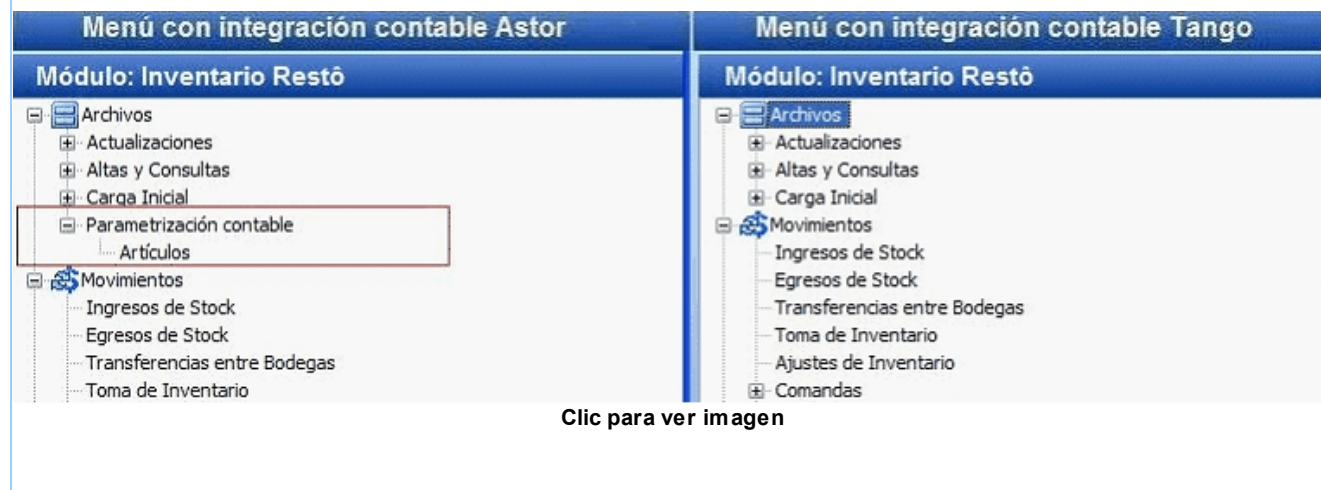 Menú con integración contable Astor
Módulo: Inventario Restô
Archivos
Actualizaciones
Altas y Consultas
Carga Inicial
Parametrización contable
Artículos
Movimientos
Ingresos de Stock
Egresos de Stock
Transferencias entre Bodegas
Toma de Inventario
Menú con integración contable Tango
Módulo: Inventario Restô
Archivos
Actualizaciones
Altas y Consultas
Carga Inicial
Movimientos
Ingresos de Stock
Egresos de Stock
Transferencias entre Bodegas
Toma de Inventario
Ajustes de Inventario
Comandas
Clic para ver imagen